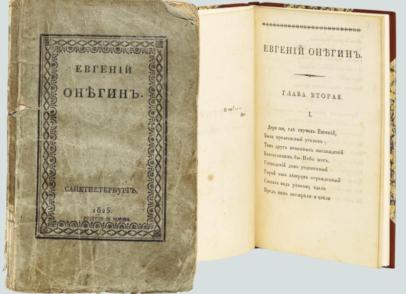 ЕВГЕНІЙ
ОНѢГИНЪ.
САНКТПЕТЕРБУРГЪ.
1825.
ЕВГЕНІЙ ОНѢГИНЪ.
ГЛАВА ВТОРАЯ.
I.
Деревня, гдѣ скучалъ Евгеній,
Была прелестный уголокъ;
Тамъ другъ невинныхъ наслажденій
Благословить бы Небо могъ.
Господскій домъ уединенный
Горой отъ вѣтровъ огражденный
Стоялъ надъ рѣчкою; вдали
Предъ нимъ пестрѣли и цвѣли